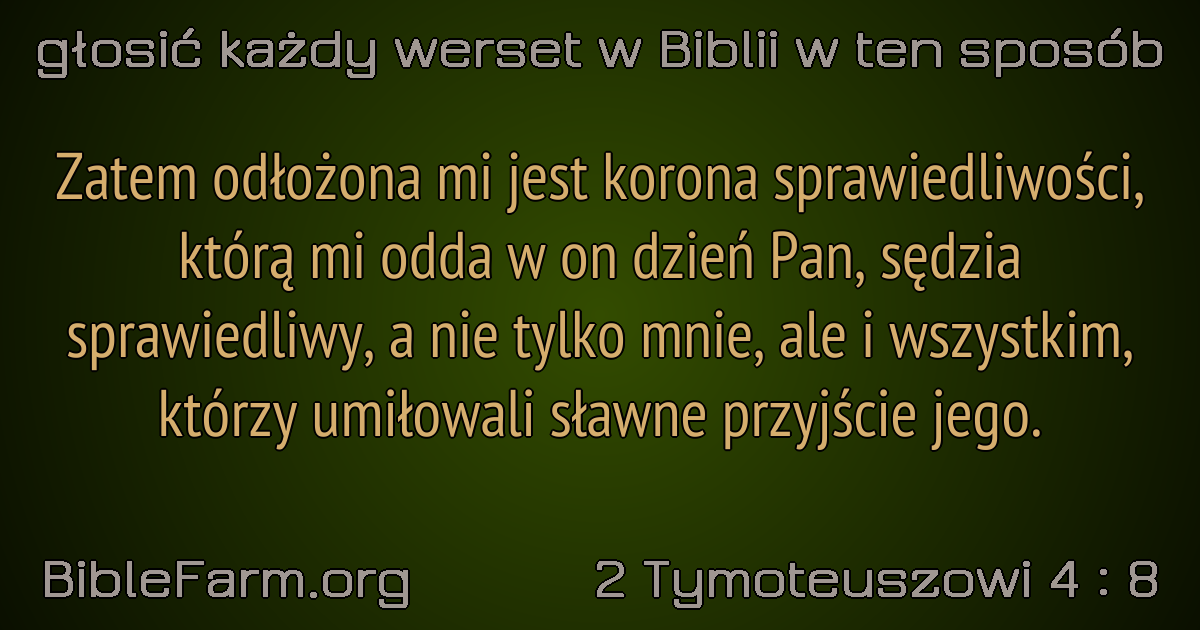 głosić każdy werset w Biblii w ten sposób
Zatem odłożona mi jest korona sprawiedliwości,
którą mi odda w on dzień Pan, sędzia
sprawiedliwy, a nie tylko mnie, ale i wszystkim,
którzy umiłowali sławne przyjście jego.
BibleFarm.org
2 Tymoteuszowi 4 : 8